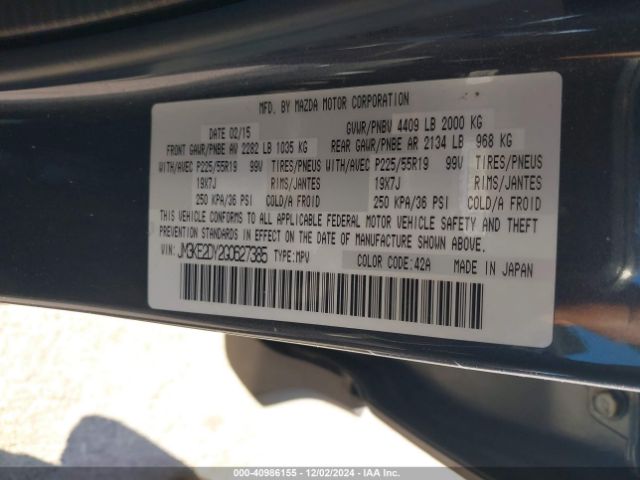 MFD. BY MAZDA MOTOR CORPORATION
DATE 02/15 GVWR/PNBV 4409 LB 2000 KG
FRONT GAWR/PNBE AV 2282 LB 1035 KG REAR GAWR/PNBE AR 2134 LB 968 KG
WITH/AVEC P225/55R19 99V TIRES/PNEUS WITH/AVEC P225/55R19 99V TIRES/PNEUS
19X7J RIMS/JANTES 19X7J RIMS/JANTES
250 KPA/36 PSI COLD/A FROID 250 KPA/36 PSI COLD/A FROID
THIS VEHICLE CONFORMS TO ALL APPLICABLE FEDERAL MOTOR VEHICLE SAFETY AND THEFT
PREVENTION STANDARDS IN EFFECT ON THE DATE OF MANUFACTURE SHOWN ABOVE.
VIN: JM3KE2DY2G0627385 TYPE:MPV COLOR CODE:42A MADE IN JAPAN
000-40986155 - 12/02/2024 - IAAI.COM